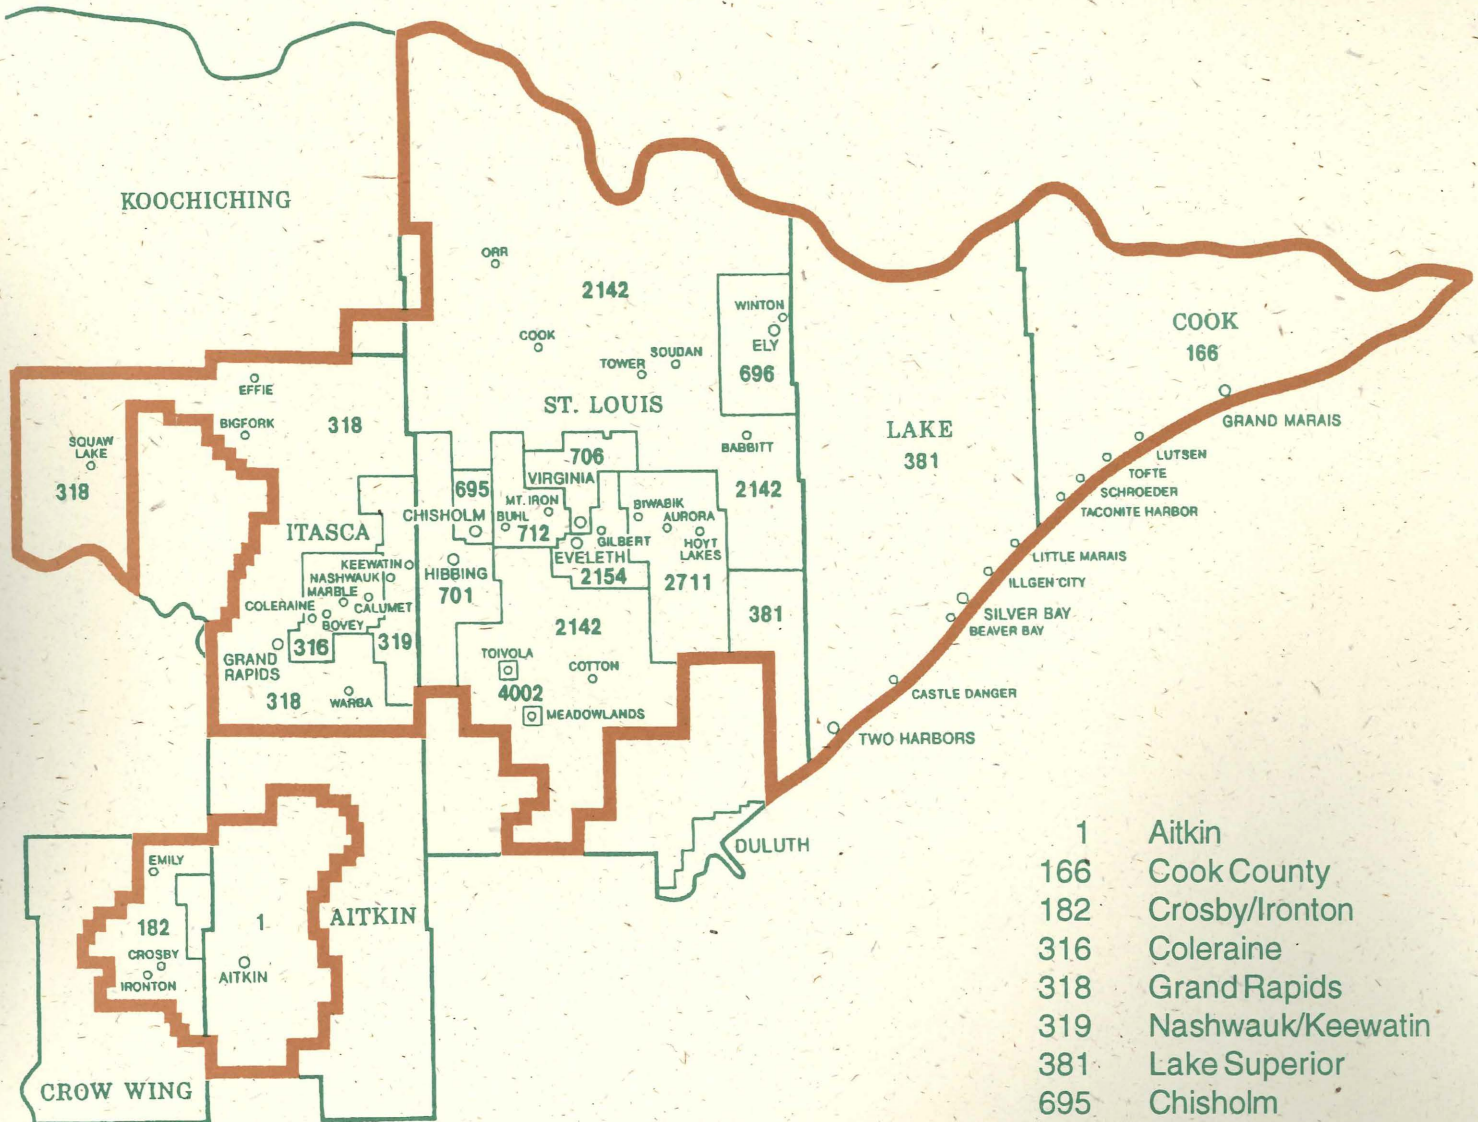 KOOCHICHING
ORR
2142
WINTON
ELY
696
COOK
166
COOK
TOWER
SOUDAN
EFFIE
BIGFORK
318
ST. LOUIS
LAKE
381
GRAND MARAIS
SQUAW
LAKE
318
BABBITT
2142
LUTSEN
TOFTE
SCHROEDER
TACONITE HARBOR
706
VIRGINIA
695
CHISHOLM
MT. IRON
BUHL
712
BIWABIK
AURORA
HOYT
LAKES
GILBERT
EVELETH
2154
2711
ITASCA
KEEWATIN
NASHWAUK
MARBLE
COLERAINE
CALUMET
BOVEY
316
319
HIBBING
701
LITTLE MARAIS
ILLGEN CITY
SILVER BAY
BEAVER BAY
381
2142
GRAND
RAPIDS
318
WARBA
TOIVOLA
4002
COTTON
MEADOWLANDS
CASTLE DANGER
TWO HARBORS
DULUTH
EMILY
182
CROSBY
IRONTON
1
AITKIN
AITKIN
CROW WING
1 Aitkin
166 Cook County
182 Crosby/Ironton
316 Coleraine
318 Grand Rapids
319 Nashwauk/Keewatin
381 Lake Superior
695 Chisholm